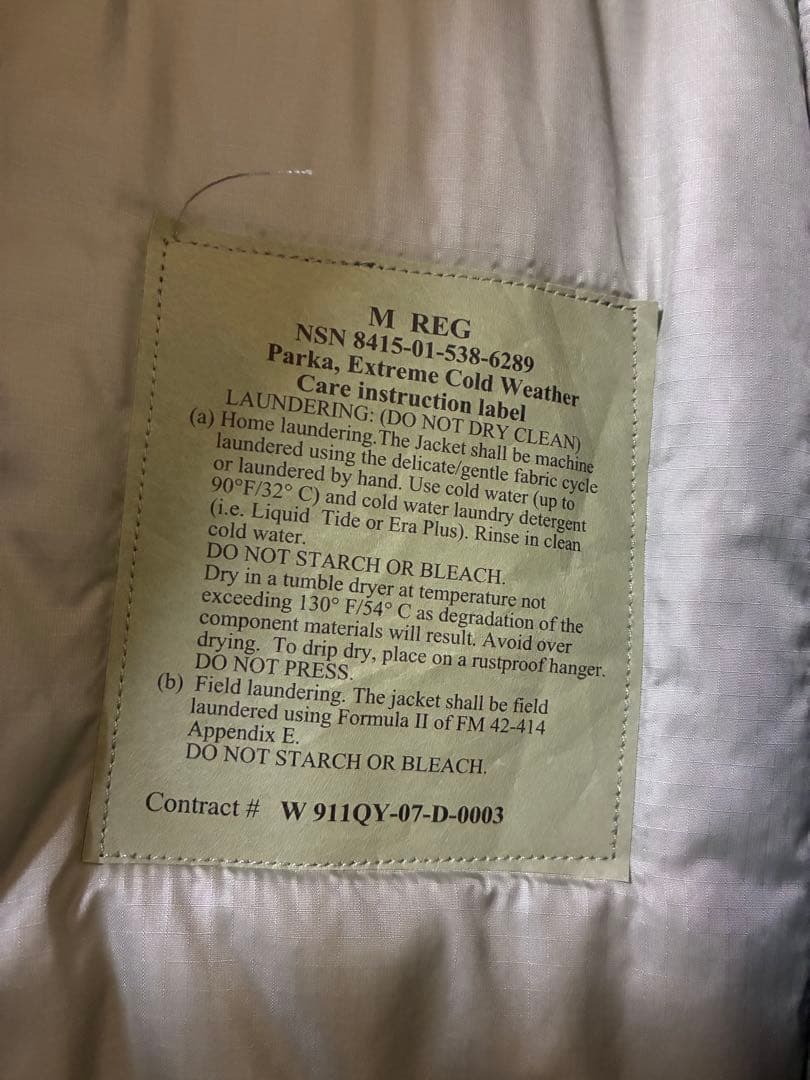 M REG
NSN 8415-01-538-6289
Parka, Extreme Cold Weather
Care instruction label
LAUNDERING: (DO NOT DRY CLEAN)
(a) Home laundering.The Jacket shall be machine
laundered using the delicate/gentle fabric cycle
or laundered by hand. Use cold water (up to
90°F/32° C) and cold water laundry detergent
(i.e. Liquid Tide or Era Plus). Rinse in clean
cold water.
DO NOT STARCH OR BLEACH.
Dry in a tumble dryer at temperature not
exceeding 130° F/54° C as degradation of the
component materials will result. Avoid over
drying. To drip dry, place on a rustproof hanger.
DO NOT PRESS.
(b) Field laundering. The jacket shall be field
laundered using Formula II of FM 42-414
Appendix E.
DO NOT STARCH OR BLEACH.
Contract # W 911QY-07-D-0003